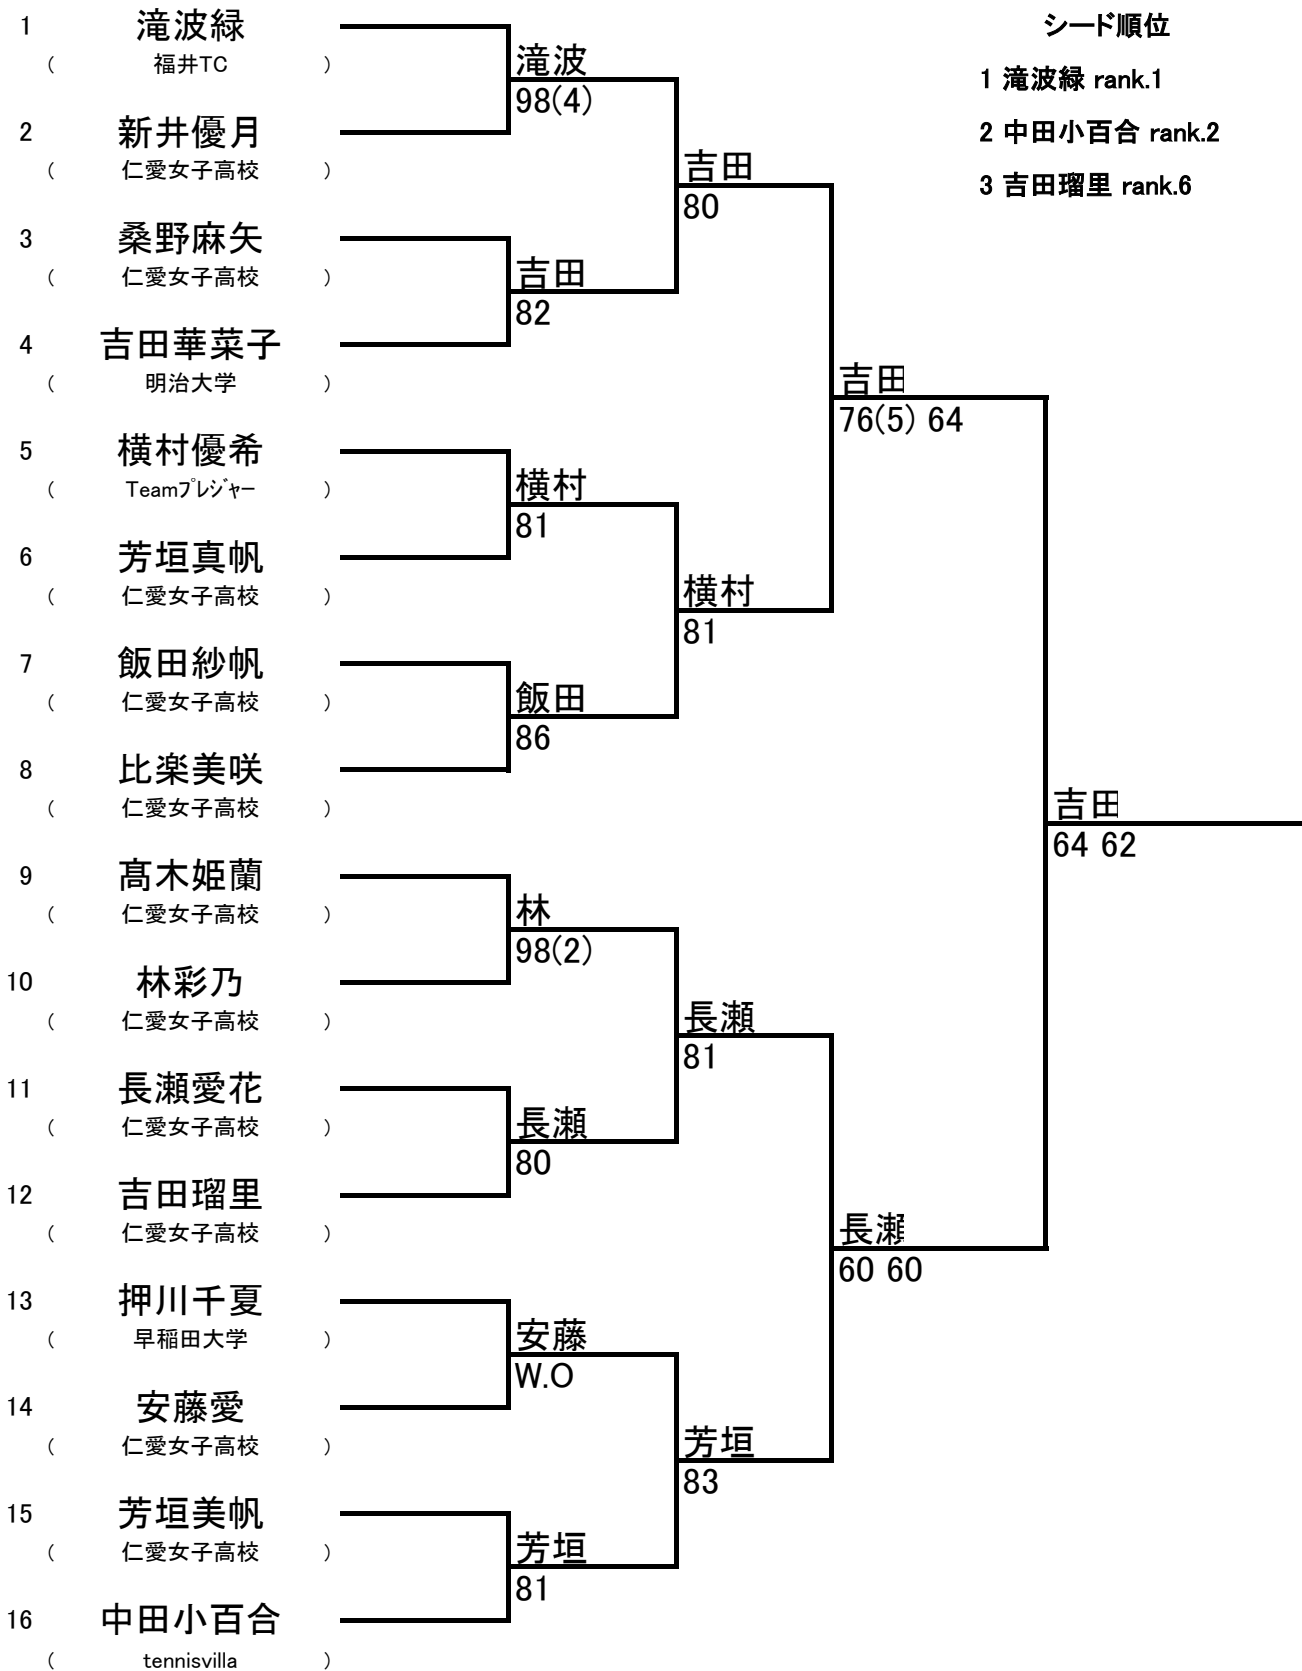 シード順位
1 滝波緑 rank.1
2 中田小百合 rank.2
3 吉田瑠里 rank.6
1 滝波緑
( 福井TC )
2 新井優月
( 仁愛女子高校 )
3 桑野麻矢
( 仁愛女子高校 )
4 吉田華菜子
( 明治大学 )
5 横村優希
( Teamﾌﾟﾚｼﾞｬｰ )
6 芳垣真帆
( 仁愛女子高校 )
7 飯田紗帆
( 仁愛女子高校 )
8 比楽美咲
( 仁愛女子高校 )
9 髙木姫蘭
( 仁愛女子高校 )
10 林彩乃
( 仁愛女子高校 )
11 長瀬愛花
( 仁愛女子高校 )
12 吉田瑠里
( 仁愛女子高校 )
13 押川千夏
( 早稲田大学 )
14 安藤愛
( 仁愛女子高校 )
15 芳垣美帆
( 仁愛女子高校 )
16 中田小百合
( tennisvilla )
滝波
98(4)
吉田
82
横村
81
飯田
86
林
98(2)
長瀬
80
安藤
W.O
芳垣
81
吉田
80
横村
81
長瀬
81
芳垣
83
吉田
76(5) 64
長瀬
60 60
吉田
64 62